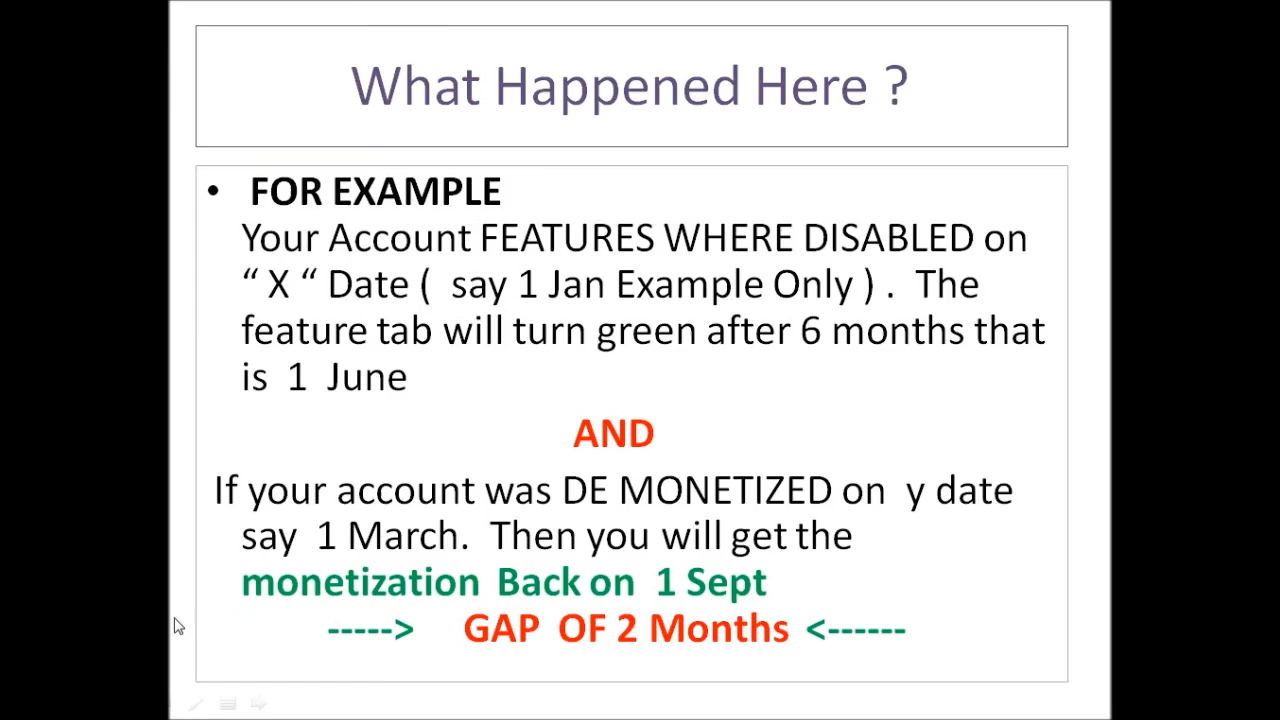 What Happened Here ?
• FOR EXAMPLE
Your Account FEATURES WHERE DISABLED on
“ X “ Date ( say 1 Jan Example Only ) . The
feature tab will turn green after 6 months that
is 1 June
AND
If your account was DE MONETIZED on y date
say 1 March. Then you will get the
monetization Back on 1 Sept
-----> GAP OF 2 Months <------